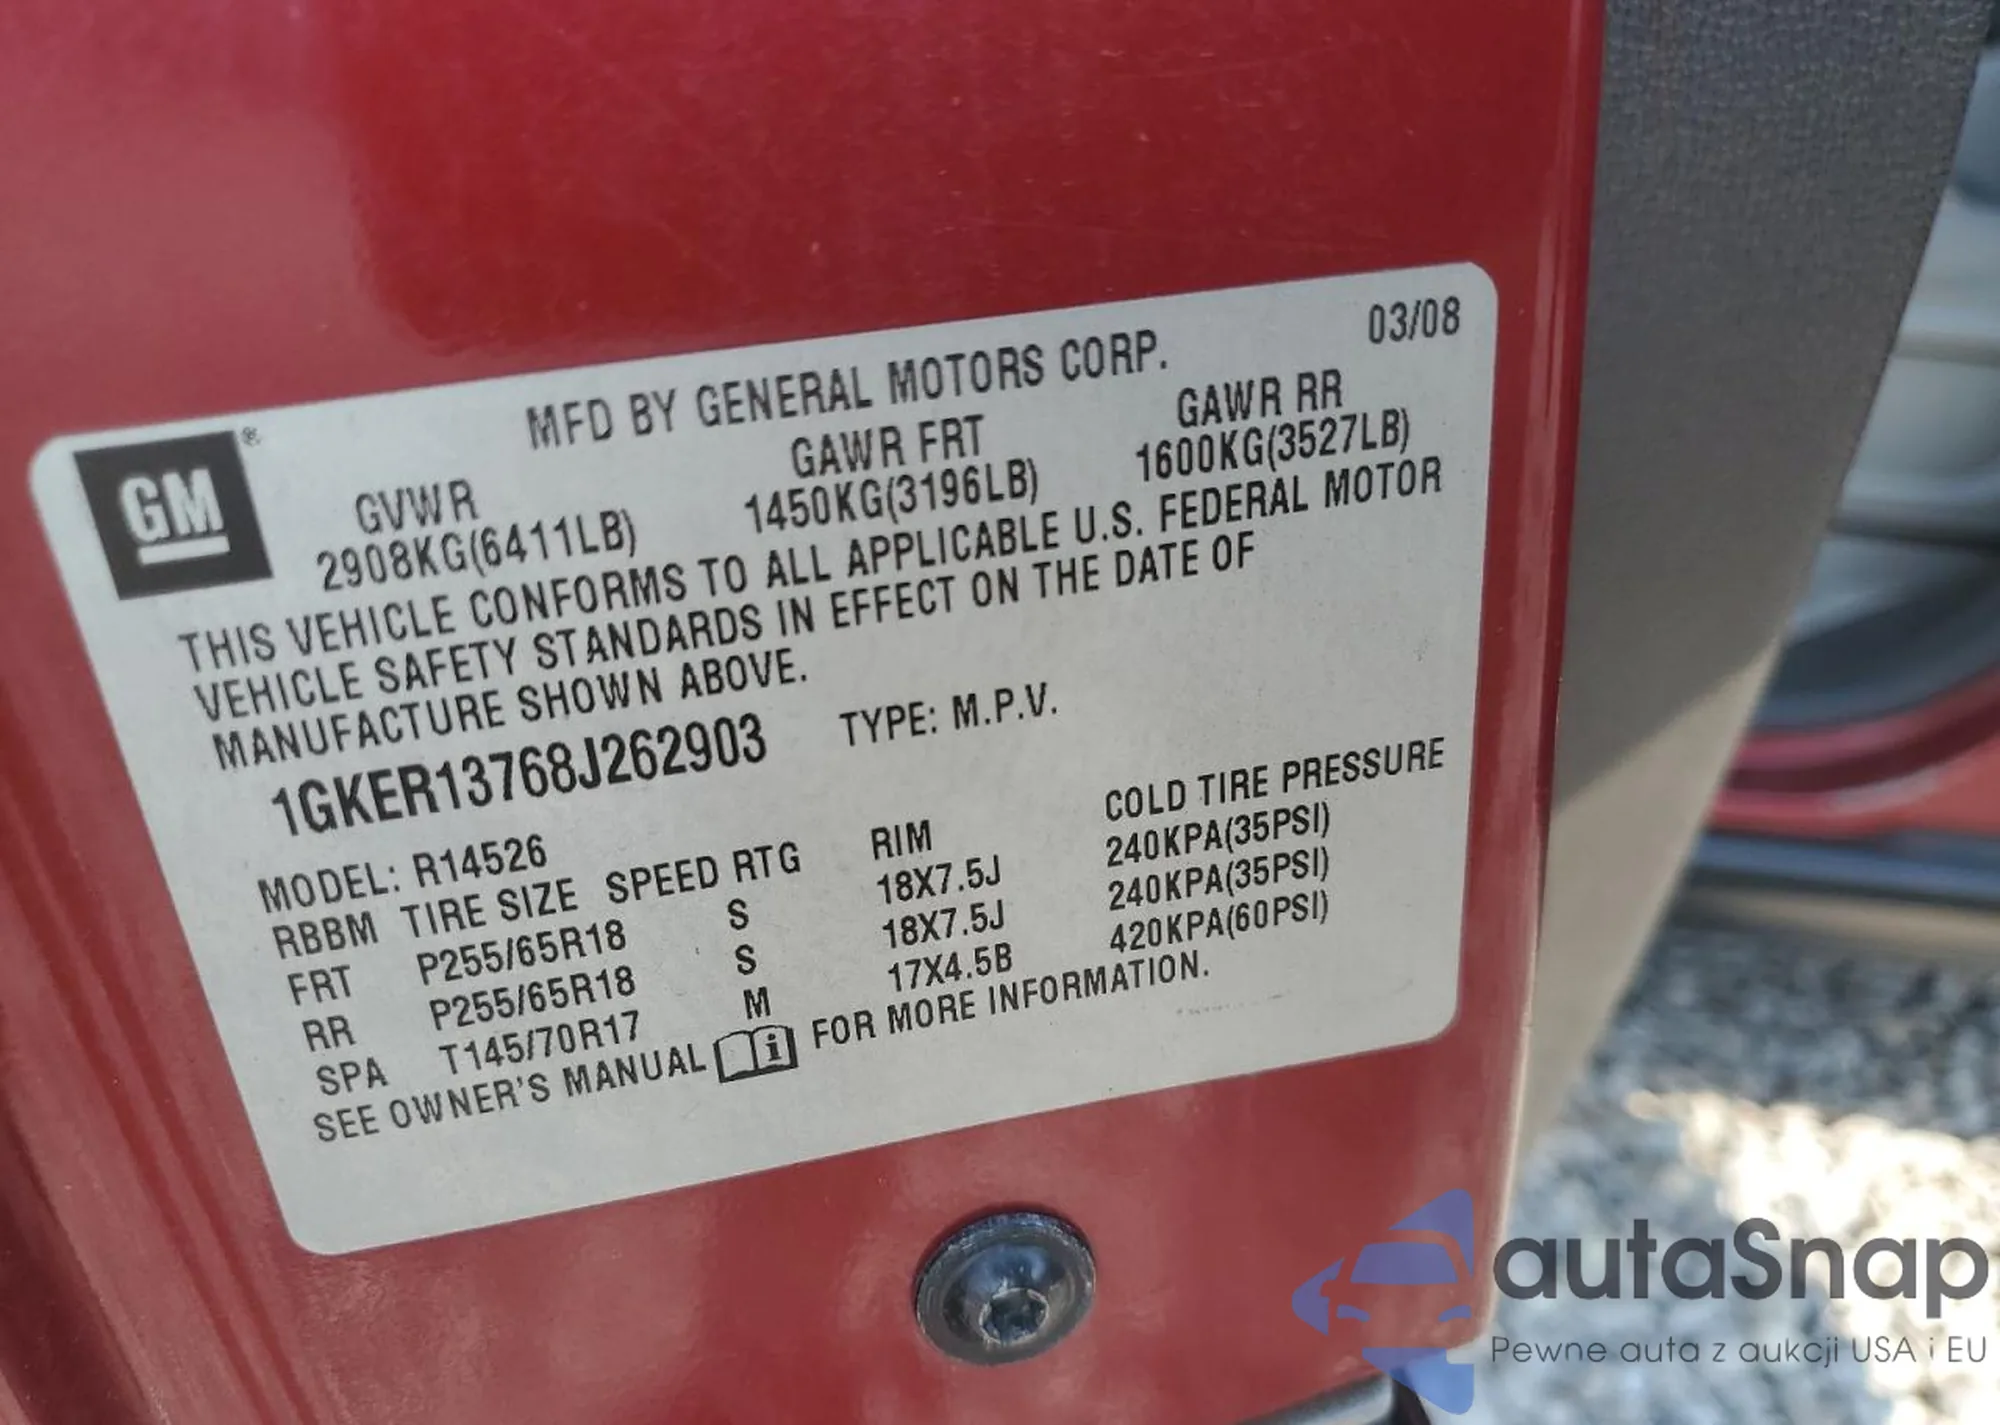 MFD BY GENERAL MOTORS CORP. 03/08
GM®
GVWR GAWR FRT GAWR RR
2908KG(6411LB) 1450KG(3196LB) 1600KG(3527LB)
THIS VEHICLE CONFORMS TO ALL APPLICABLE U.S. FEDERAL MOTOR
VEHICLE SAFETY STANDARDS IN EFFECT ON THE DATE OF
MANUFACTURE SHOWN ABOVE.
1GKER13768J262903 TYPE: M.P.V.
MODEL: R14526
RBBM TIRE SIZE SPEED RTG RIM COLD TIRE PRESSURE
FRT P255/65R18 S 18X7.5J 240KPA(35PSI)
RR P255/65R18 S 18X7.5J 240KPA(35PSI)
SPA T145/70R17 M 17X4.5B 420KPA(60PSI)
SEE OWNER'S MANUAL i FOR MORE INFORMATION.
autaSnap
Pewne auta z aukcji USA i EU